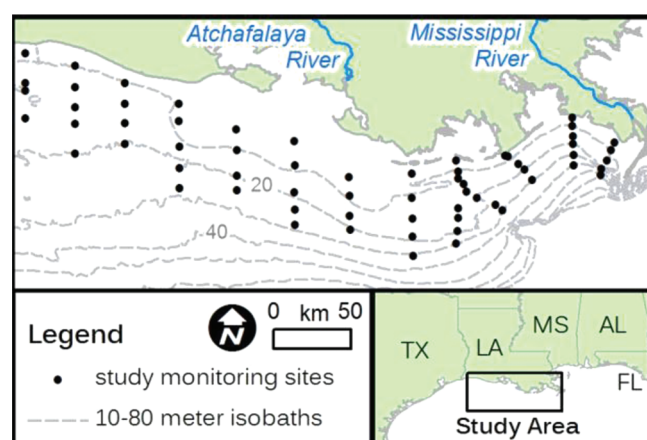 Atchafalaya
River
Mississippi
River
20
40
Legend
N
0 km 50
study monitoring sites
10-80 meter isobaths
TX
LA
MS
AL
FL
Study Area